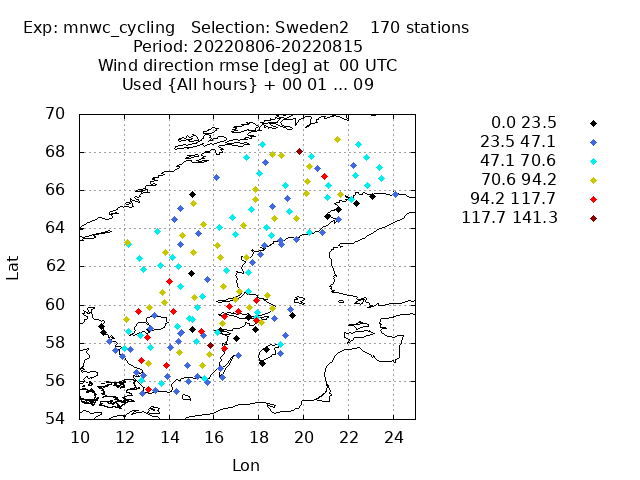 Exp: mnwc_cycling   Selection: Sweden2    170 stations
Period: 20220806-20220815
Wind direction rmse [deg] at  00 UTC
Used {All hours} + 00 01 ... 09
0.0 23.5
23.5 47.1
47.1 70.6
70.6 94.2
94.2 117.7
117.7 141.3
70
68
66
64
62
60
58
56
54
Lat
10 12 14 16 18 20 22 24
Lon